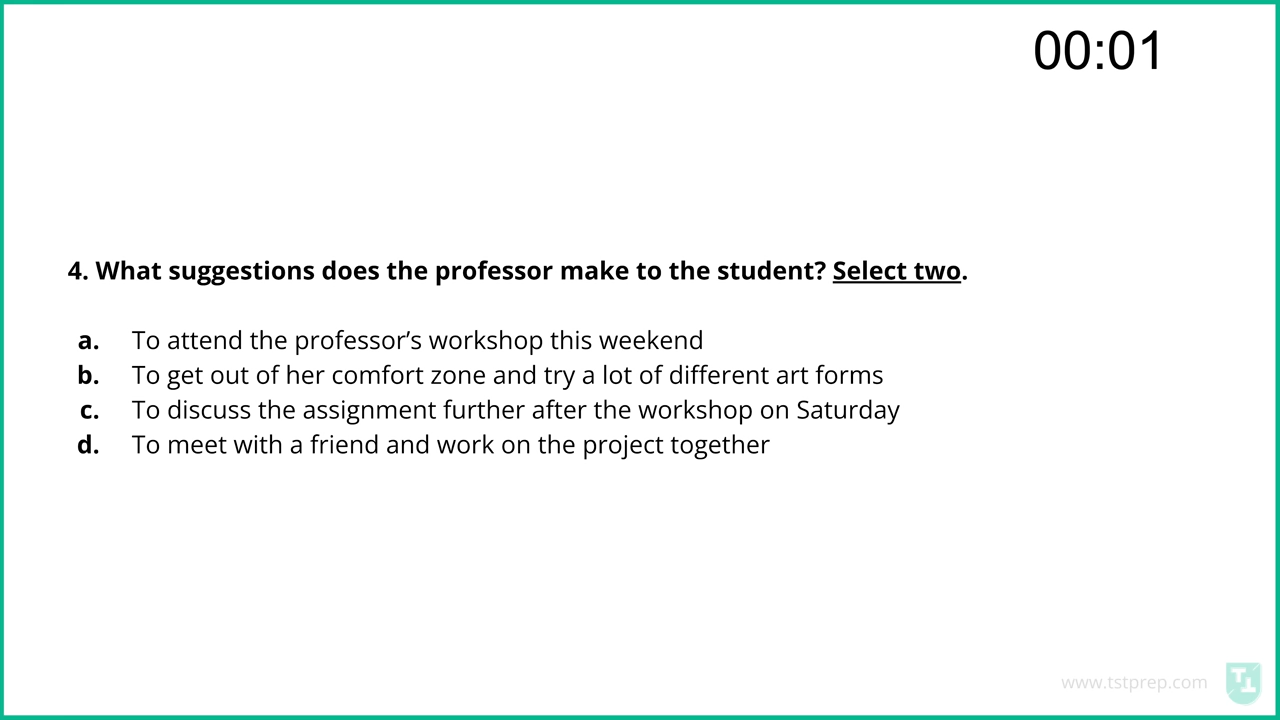 00:01
4. What suggestions does the professor make to the student? Select two.
a. To attend the professor’s workshop this weekend
b. To get out of her comfort zone and try a lot of different art forms
c. To discuss the assignment further after the workshop on Saturday
d. To meet with a friend and work on the project together
www.tstprep.com